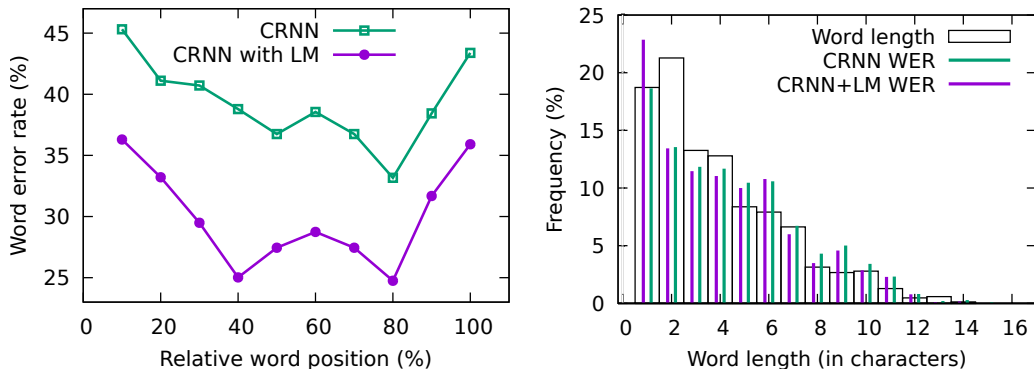 CRNN
CRNN with LM
Word error rate (%)
45
40
35
30
25
0 20 40 60 80 100
Relative word position (%)
Word length
CRNN WER
CRNN+LM WER
Frequency (%)
25
20
15
10
5
0
0 2 4 6 8 10 12 14 16
Word length (in characters)